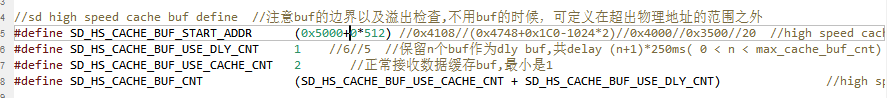 4 //sd high speed cache buf define //注意buf的边界以及溢出检查,不用buf的时候，可定义在超出物理地址的范围之外
5 #define SD_HS_CACHE_BUF_START_ADDR (0x5000+0*512) //0x4108//(0x4748+0x1C0-1024*2)//0x4000//0x3500//20 //high speed cach
6 #define SD_HS_CACHE_BUF_USE_DLY_CNT 1 //6//5 //保留n个buf作为dly buf,共delay (n+1)*250ms( 0 < n < max_cache_buf_cnt)
7 #define SD_HS_CACHE_BUF_USE_CACHE_CNT 2 //正常接收数据缓存buf,最小是1
8 #define SD_HS_CACHE_BUF_CNT (SD_HS_CACHE_BUF_USE_CACHE_CNT + SD_HS_CACHE_BUF_USE_DLY_CNT) //high sp